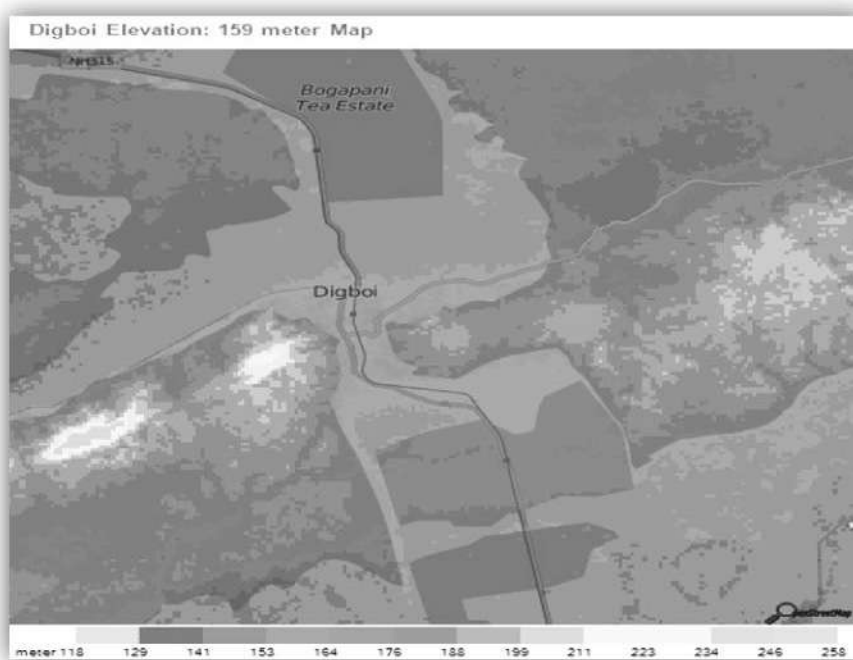 Digboi Elevation: 159 meter Map
NH315
Bogapani
Tea Estate
Digboi
OpenStreetMap
meter 118 129 141 153 164 176 188 199 211 223 234 246 258